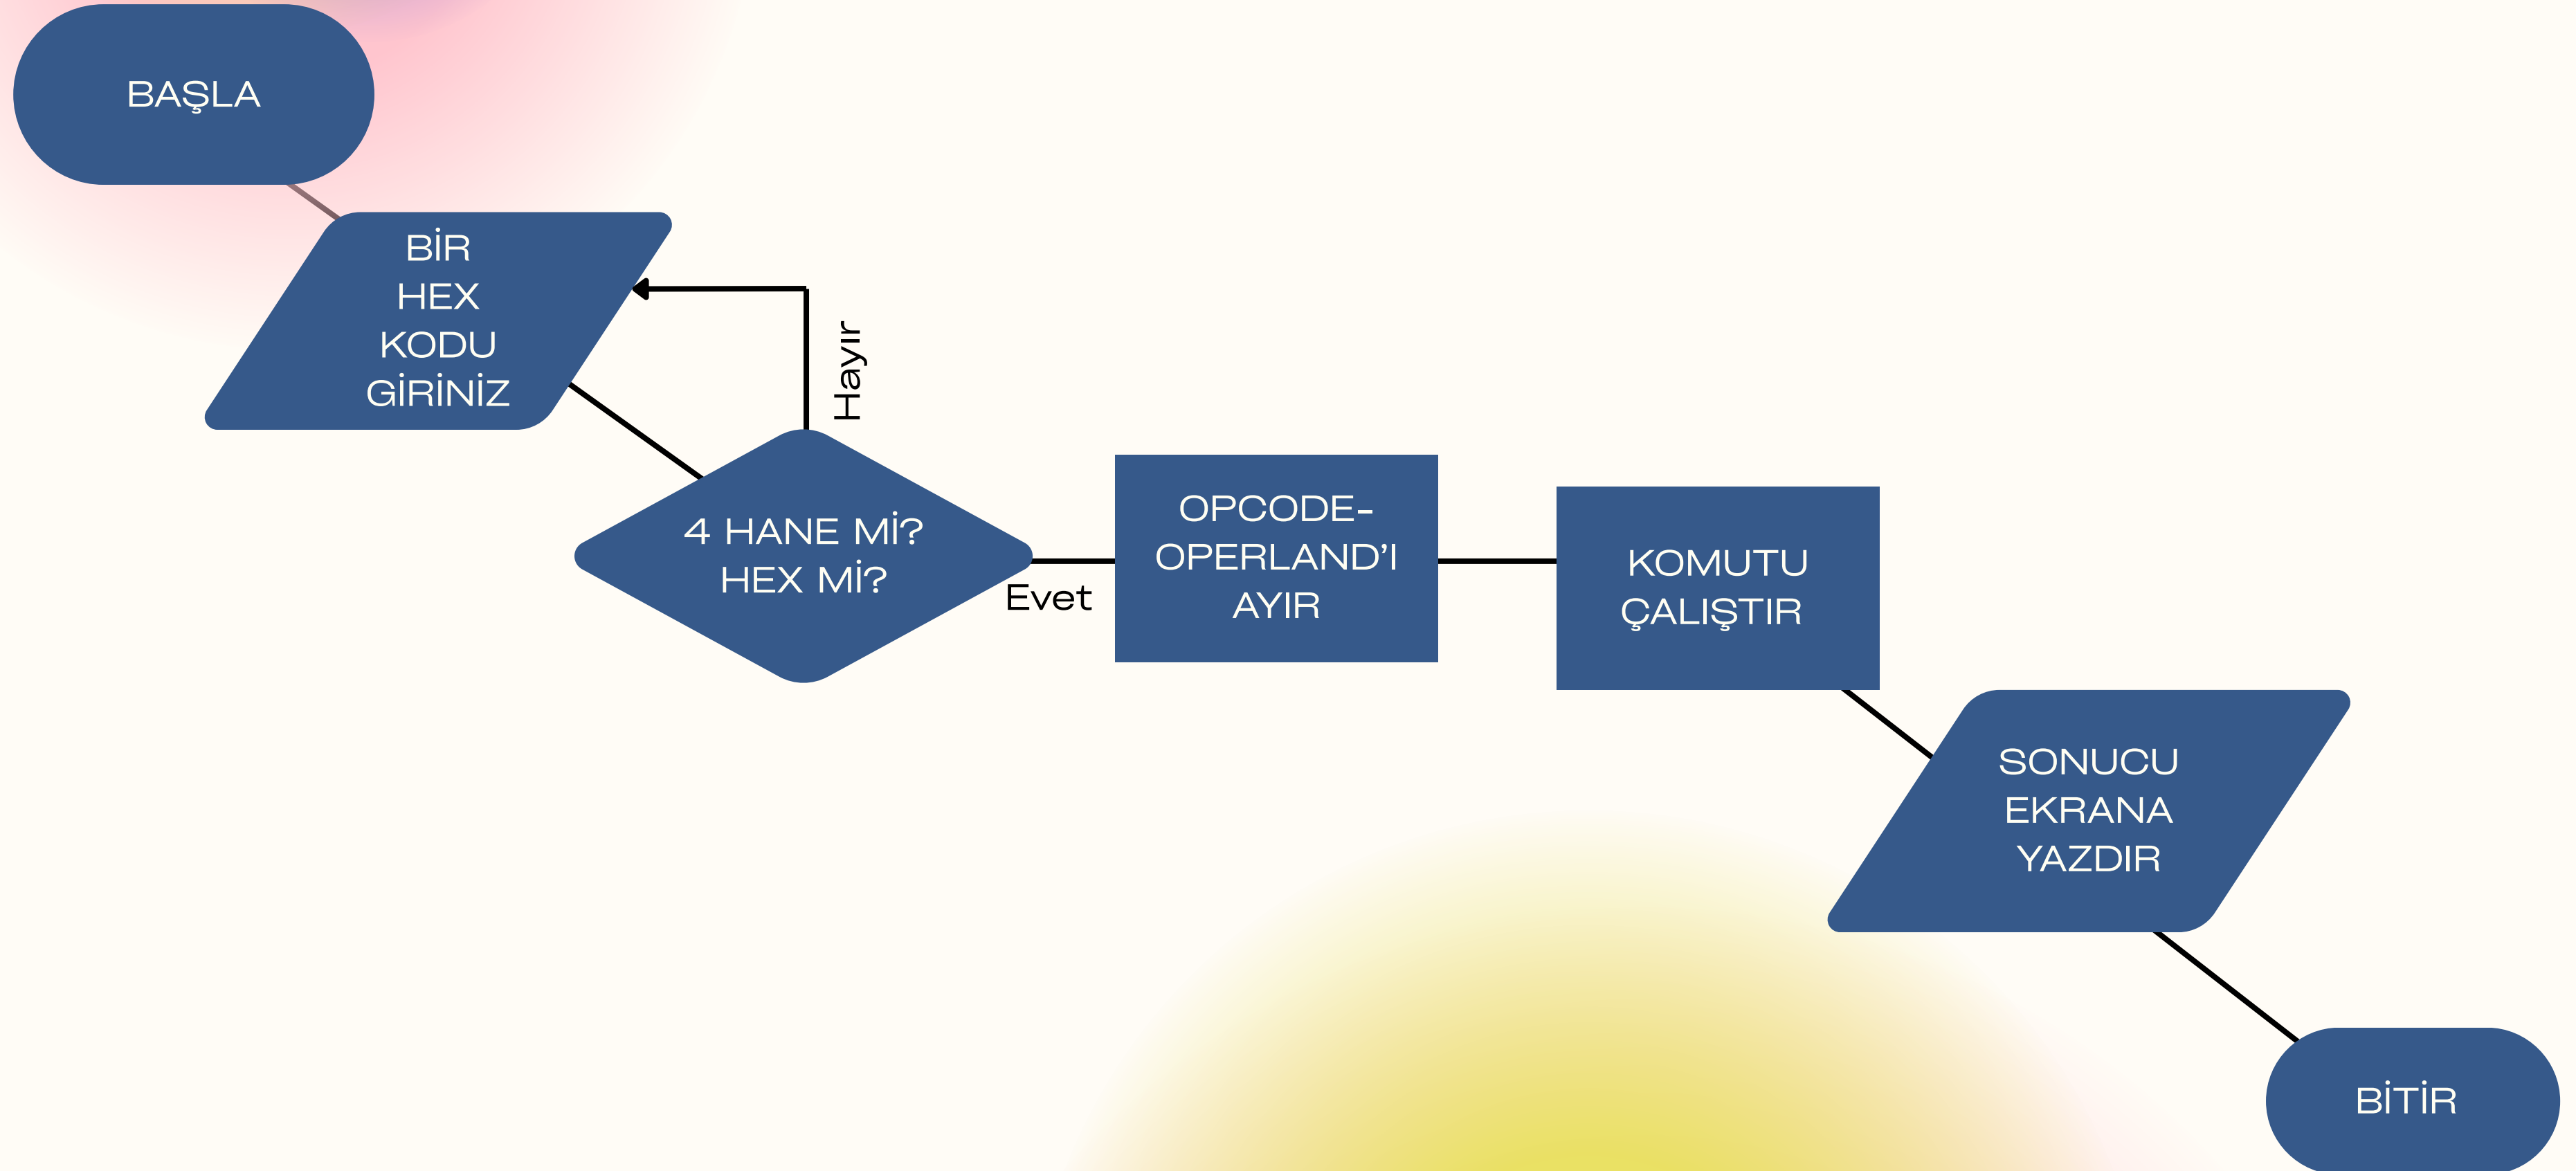 BAŞLA
BİR
HEX
KODU
GİRİNİZ
Hayır
4 HANE Mİ?
HEX Mİ?
Evet
OPCODE-
OPERLAND'I
AYIR
KOMUTU
ÇALIŞTIR
SONUCU
EKRANA
YAZDIR
BİTİR